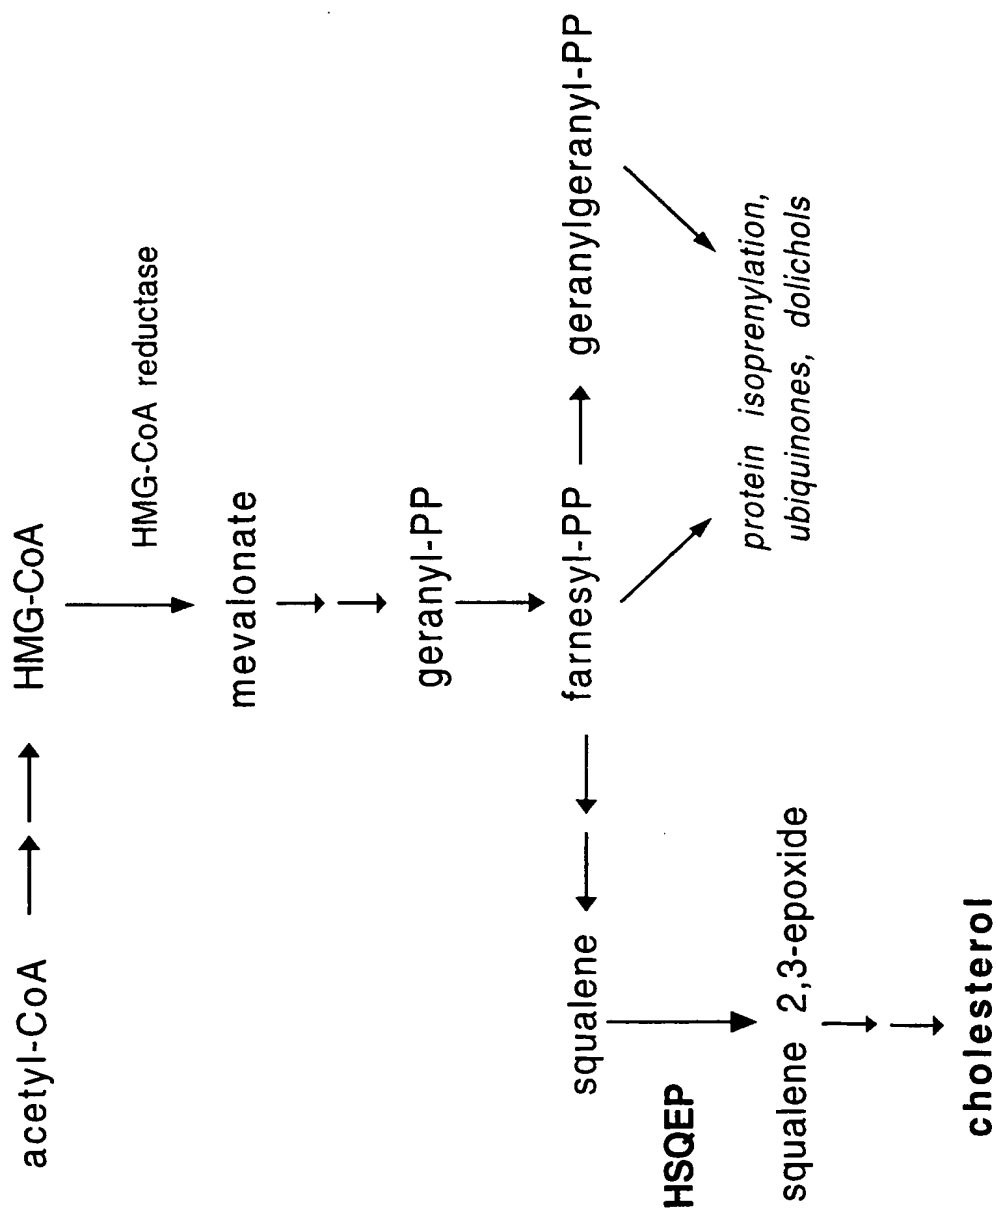 acetyl-CoA
HMG-CoA
HMG-CoA reductase
mevalonate
geranyl-PP
farnesyl-PP
geranylgeranyl-PP
protein isoprenylation,
ubiquinones, dolichols
squalene
HSQEP
squalene 2,3-epoxide
cholesterol